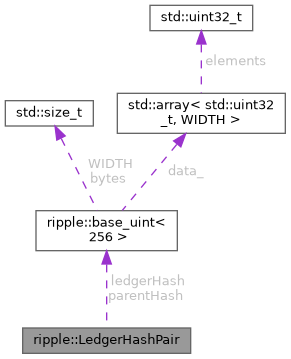 std::uint32_t
elements
std::size_t
std::array< std::uint32
_t, WIDTH >
WIDTH
bytes
data_
ripple::base_uint<
256 >
ledgerHash
parentHash
ripple::LedgerHashPair